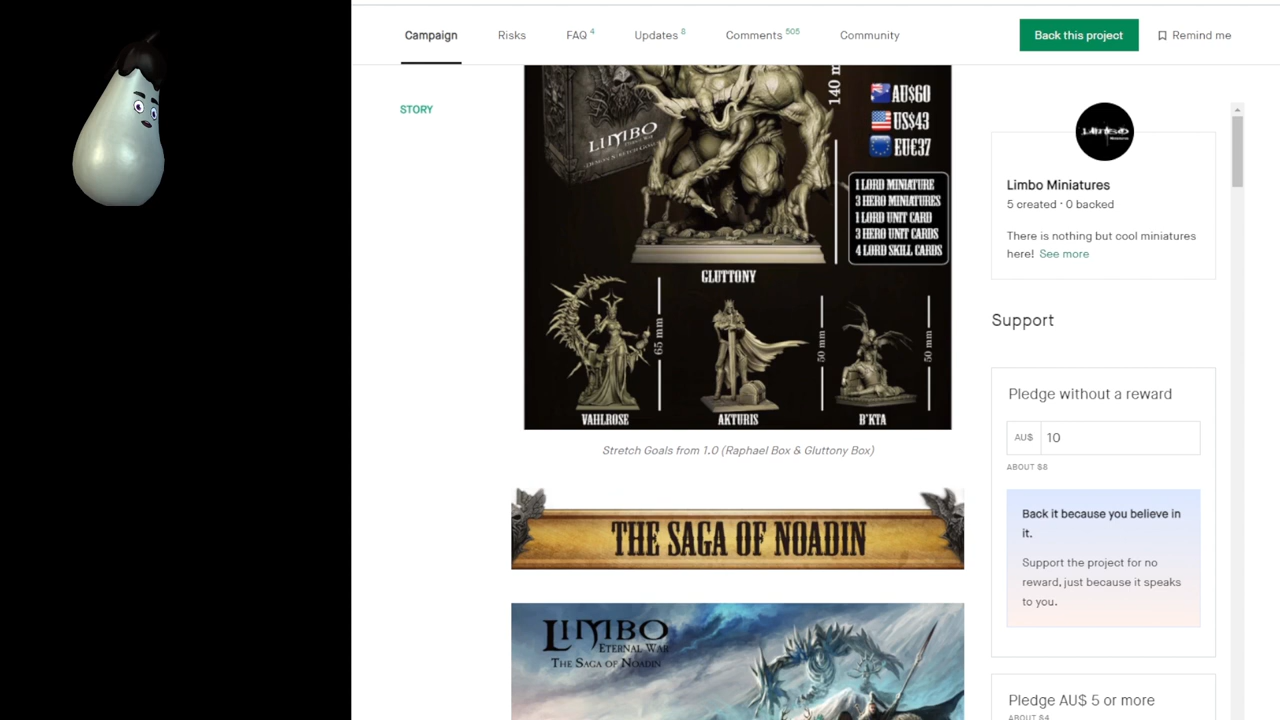 Campaign
Risks
FAQ 4
Updates 8
Comments 505
Community
Back this project
Remind me
STORY
140 m
AU$60
US$43
EU€37
LIMBO
1 LORD MINIATURE
3 HERO MINIATURES
1 LORD UNIT CARD
3 HERO UNIT CARDS
4 LORD SKILL CARDS
GLUTTONY
65 mm
50 mm
50 mm
VAHLROSE
AKTURIS
B'KTA
Stretch Goals from 1.0 (Raphael Box & Gluttony Box)
THE SAGA OF NOADIN
LIMBO
ETERNAL WAR
THE SAGA OF NOADIN
LIMBO
Limbo Miniatures
5 created · 0 backed
There is nothing but cool miniatures
here! See more
Support
Pledge without a reward
AU$ 10
ABOUT $8
Back it because you believe in
it.
Support the project for no
reward, just because it speaks
to you.
Pledge AU$ 5 or more
ABOUT $4